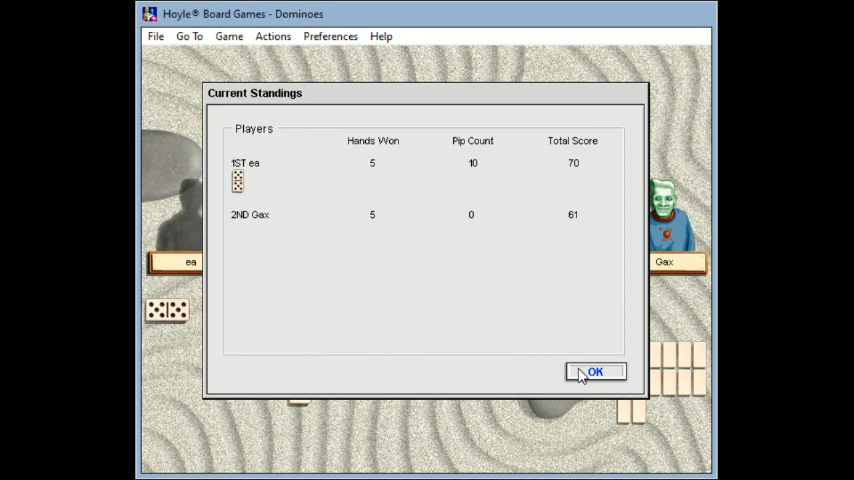 Hoyle® Board Games - Dominoes
File Go To Game Actions Preferences Help
Current Standings
Players
Hands Won Pip Count Total Score
1ST ea 5 10 70
2ND Gax 5 0 61
ea Gax
OK